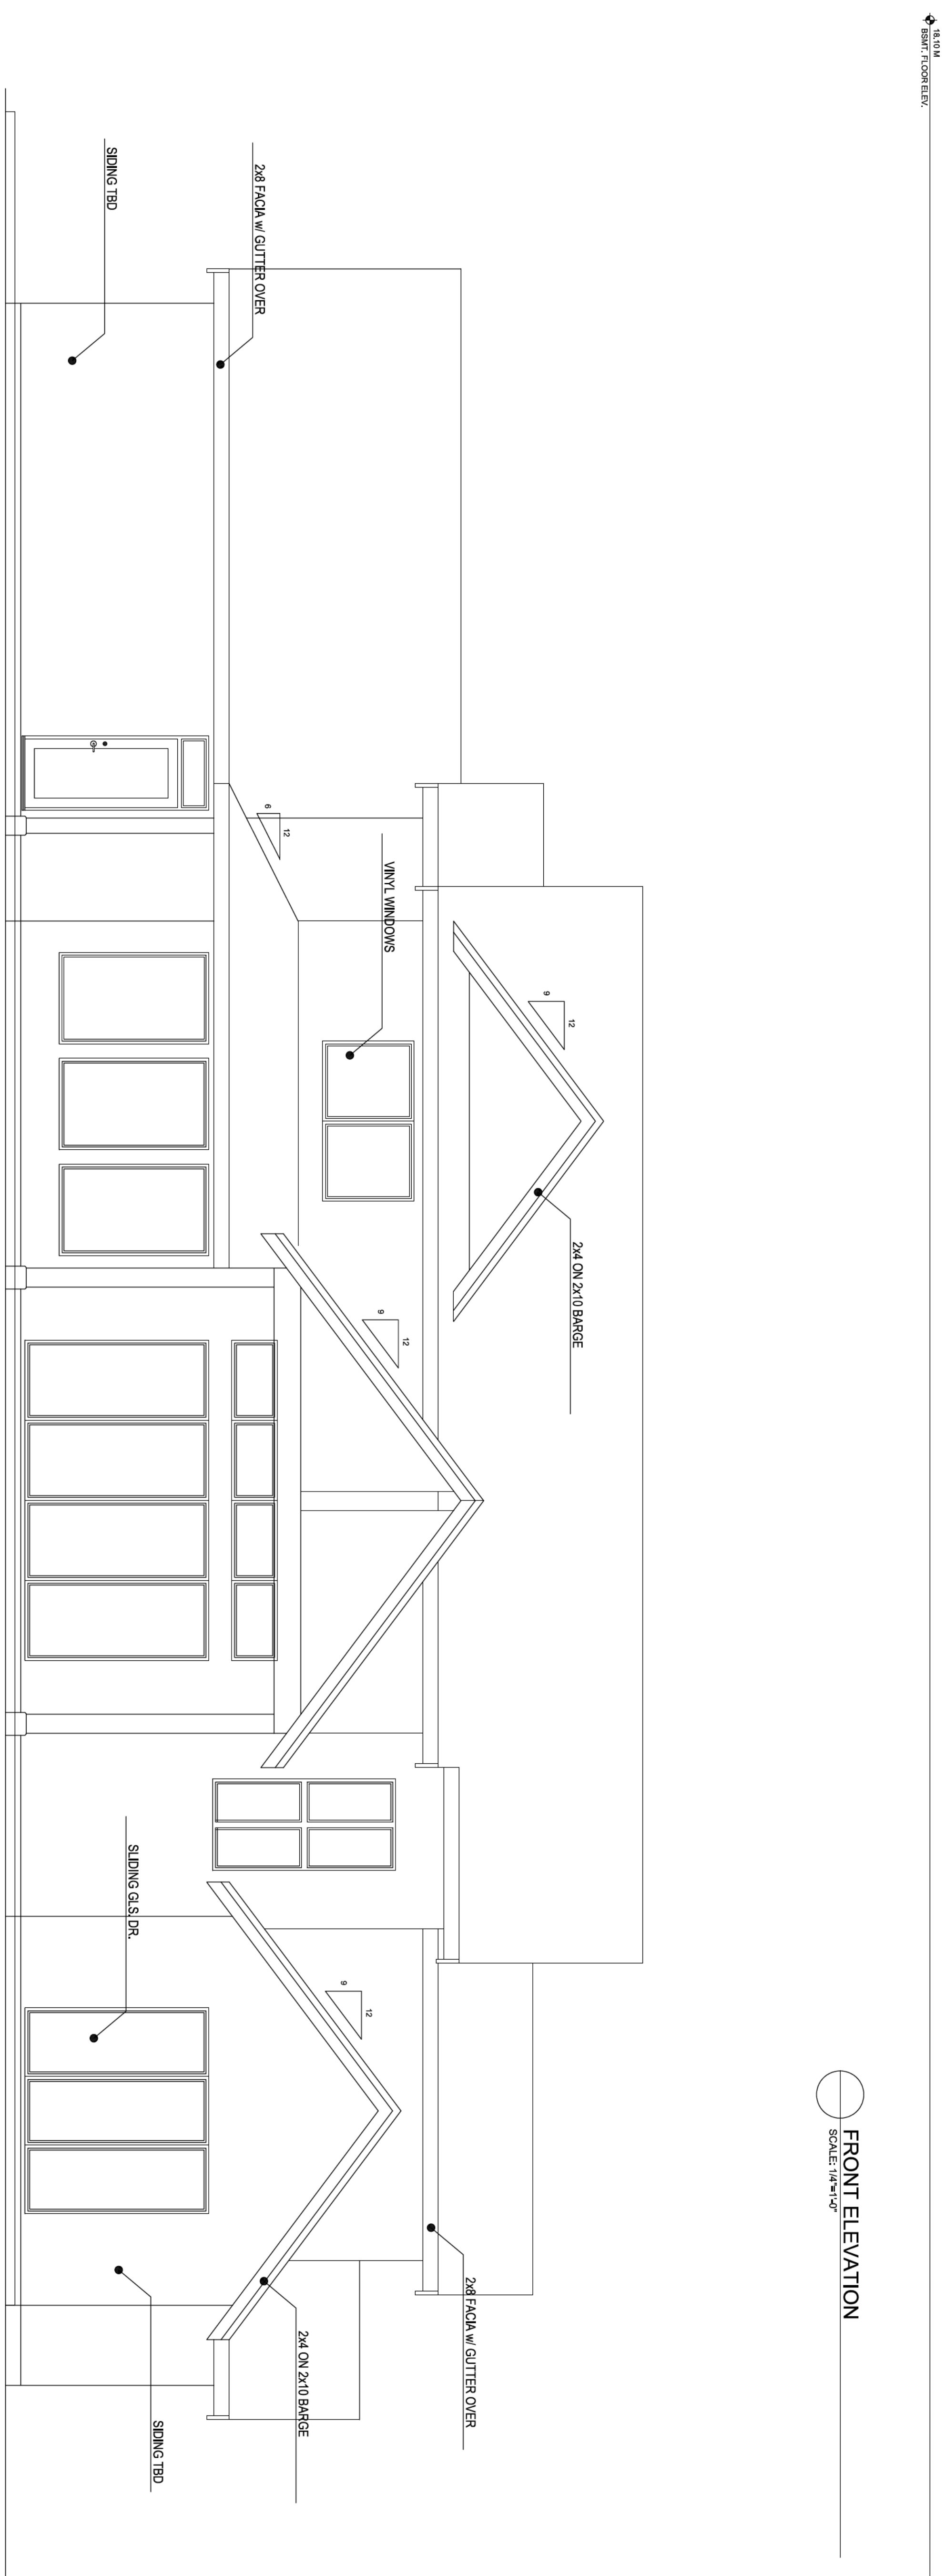 18.10 M
BSMT. FLOOR ELEV.
FRONT ELEVATION
SCALE: 1/4"=1'-0"
12
9
2x4 ON 2x10 BARGE
2x8 FACIA w/ GUTTER OVER
12
9
VINYL WINDOWS
12
9
2x4 ON 2x10 BARGE
12
6
2x8 FACIA w/ GUTTER OVER
SIDING TBD
SLIDING GLS. DR.
SIDING TBD